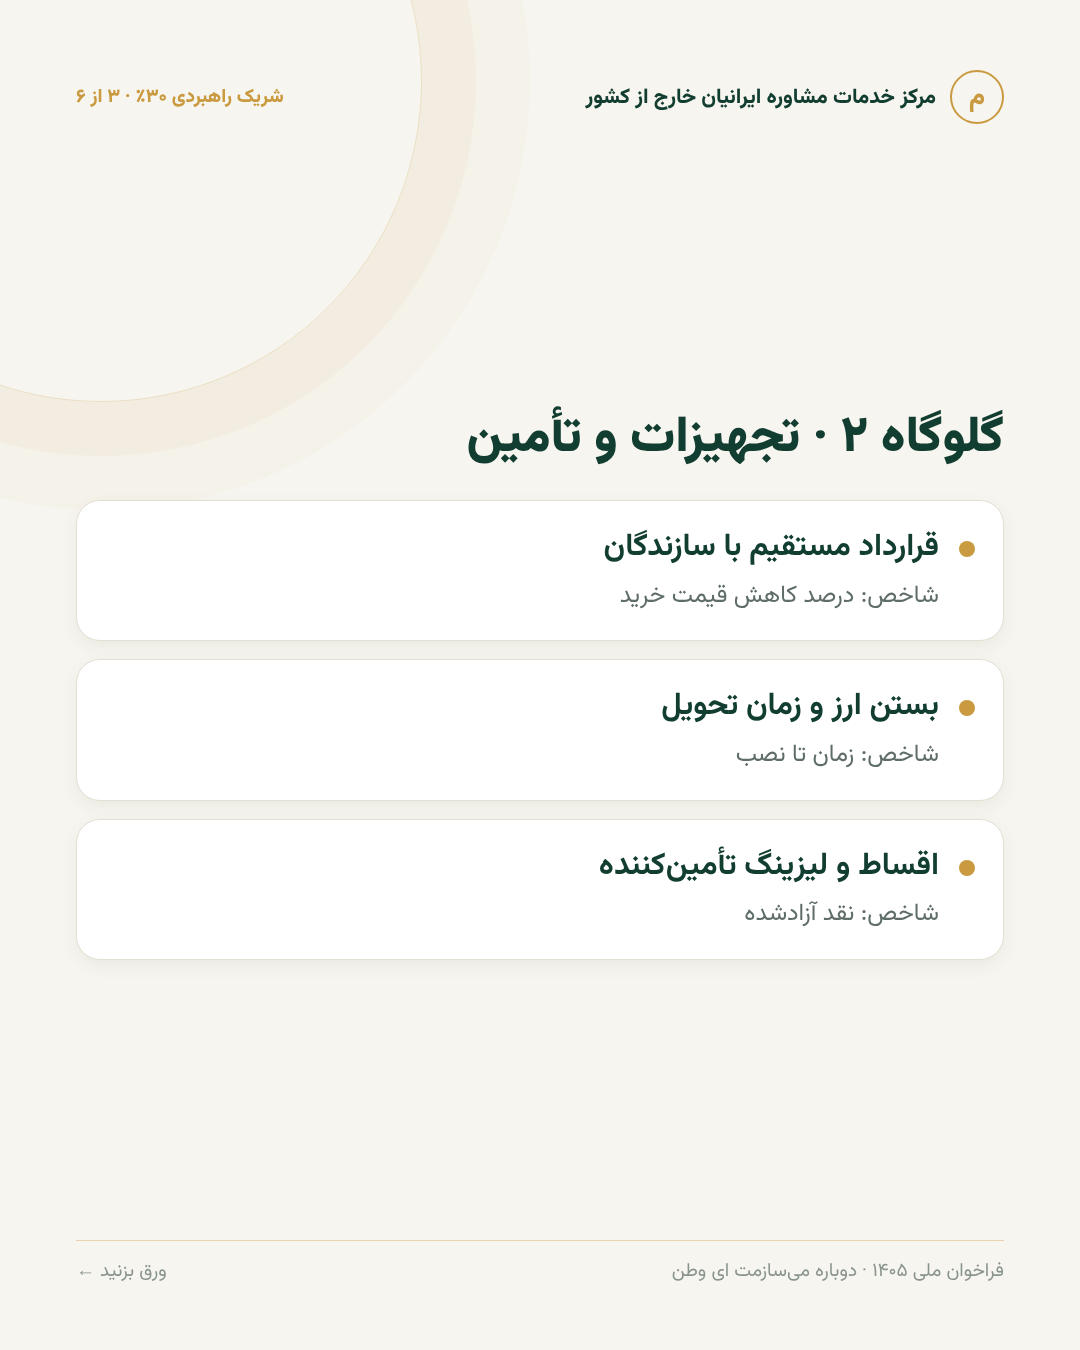 م
مرکز خدمات مشاوره ایرانیان خارج از کشور
شریک راهبردی ۳۰٪ · ۳ از ۶
گلوگاه ۲ · تجهیزات و تأمین
قرارداد مستقیم با سازندگان
شاخص: درصد کاهش قیمت خرید
بستن ارز و زمان تحویل
شاخص: زمان تا نصب
اقساط و لیزینگ تأمین‌کننده
شاخص: نقد آزادشده
فراخوان ملی ۱۴۰۵ · دوباره می‌سازمت ای وطن
ورق بزنید ←